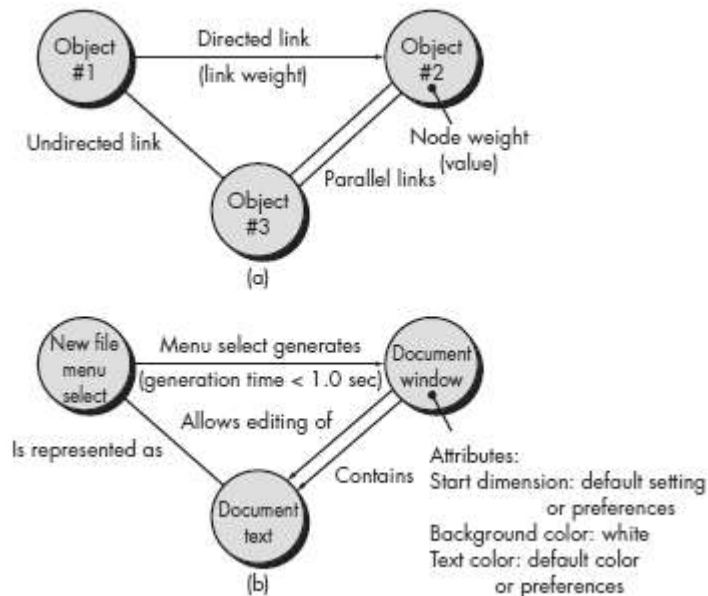 Object
#1
Directed link
(link weight)
Object
#2
Undirected link
Node weight
(value)
Parallel links
Object
#3
(a)
New file
menu
select
Menu select generates
(generation time < 1.0 sec)
Document
window
Allows editing of
Is represented as
Contains
Document
text
(b)
Attributes:
Start dimension: default setting
or preferences
Background color: white
Text color: default color
or preferences